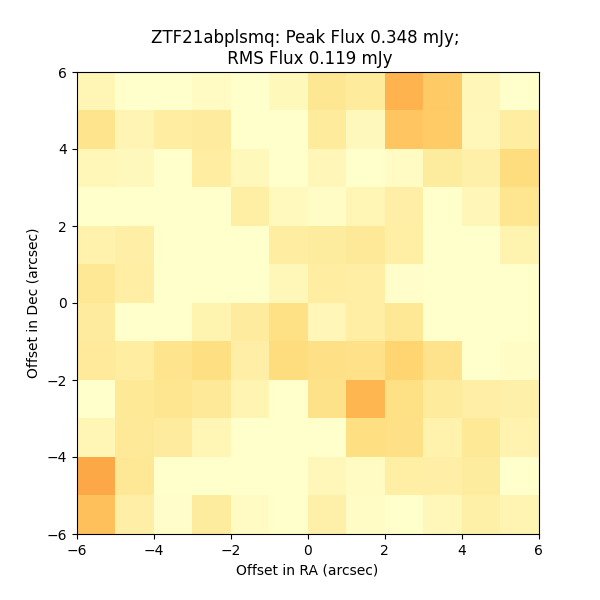 ZTF21abplsmq: Peak Flux 0.348 mJy;
RMS Flux 0.119 mJy
6
4
2
0
−2
−4
−6
Offset in Dec (arcsec)
−6 −4 −2 0 2 4 6
Offset in RA (arcsec)